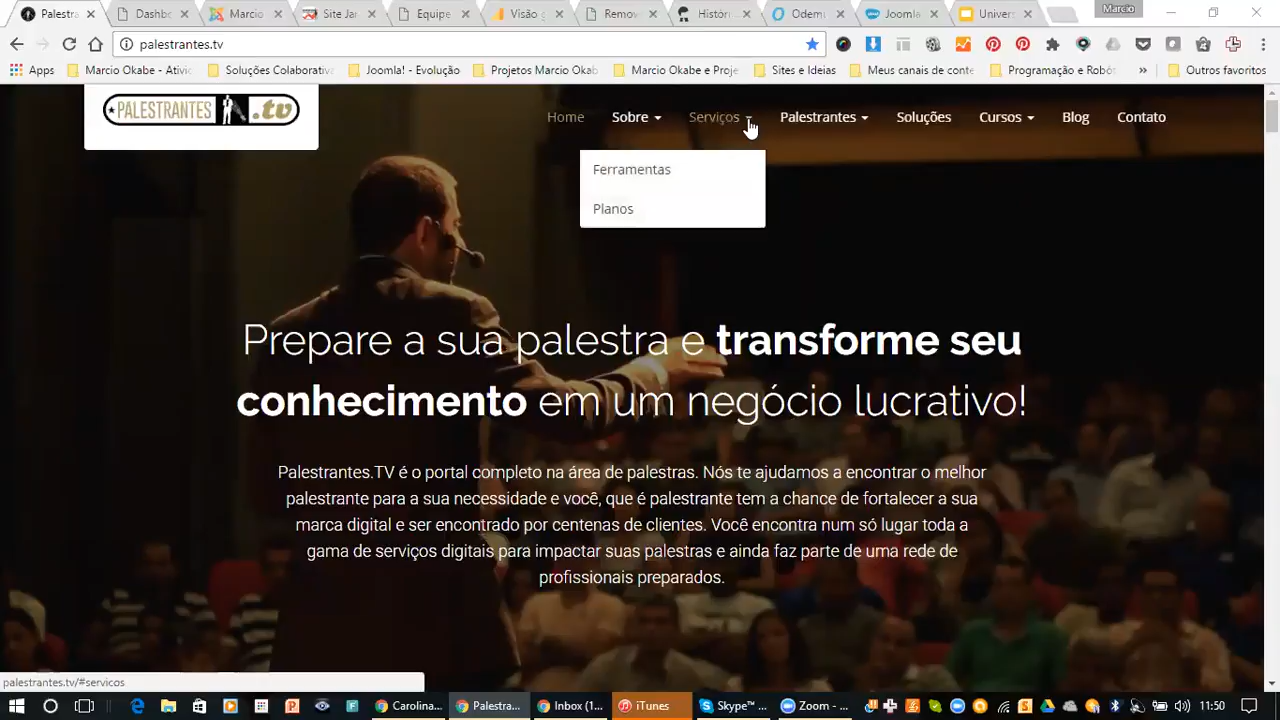 Palestra
Dashb
Marcio
Site Jar
Equipe
Visão g
Remov
Históri
Odemi
Joomla
Univers
Marcio
palestrantes.tv
Apps
Marcio Okabe - Ativic
Soluções Colaborativa
Joomla! - Evolução
Projetos Marcio Okab
Marcio Okabe e Proje
Sites e Ideias
Meus canais de conte
Programação e Robót
»
Outros favoritos
PALESTRANTES .tv
Home
Sobre
Serviços
Palestrantes
Soluções
Cursos
Blog
Contato
Ferramentas
Planos
Prepare a sua palestra e transforme seu
conhecimento em um negócio lucrativo!
Palestrantes.TV é o portal completo na área de palestras. Nós te ajudamos a encontrar o melhor
palestrante para a sua necessidade e você, que é palestrante tem a chance de fortalecer a sua
marca digital e ser encontrado por centenas de clientes. Você encontra num só lugar toda a
gama de serviços digitais para impactar suas palestras e ainda faz parte de uma rede de
profissionais preparados.
palestrantes.tv/#servicos
Carolina...
Palestra...
Inbox (1...
iTunes
Skype™ ...
Zoom - ...
11:50